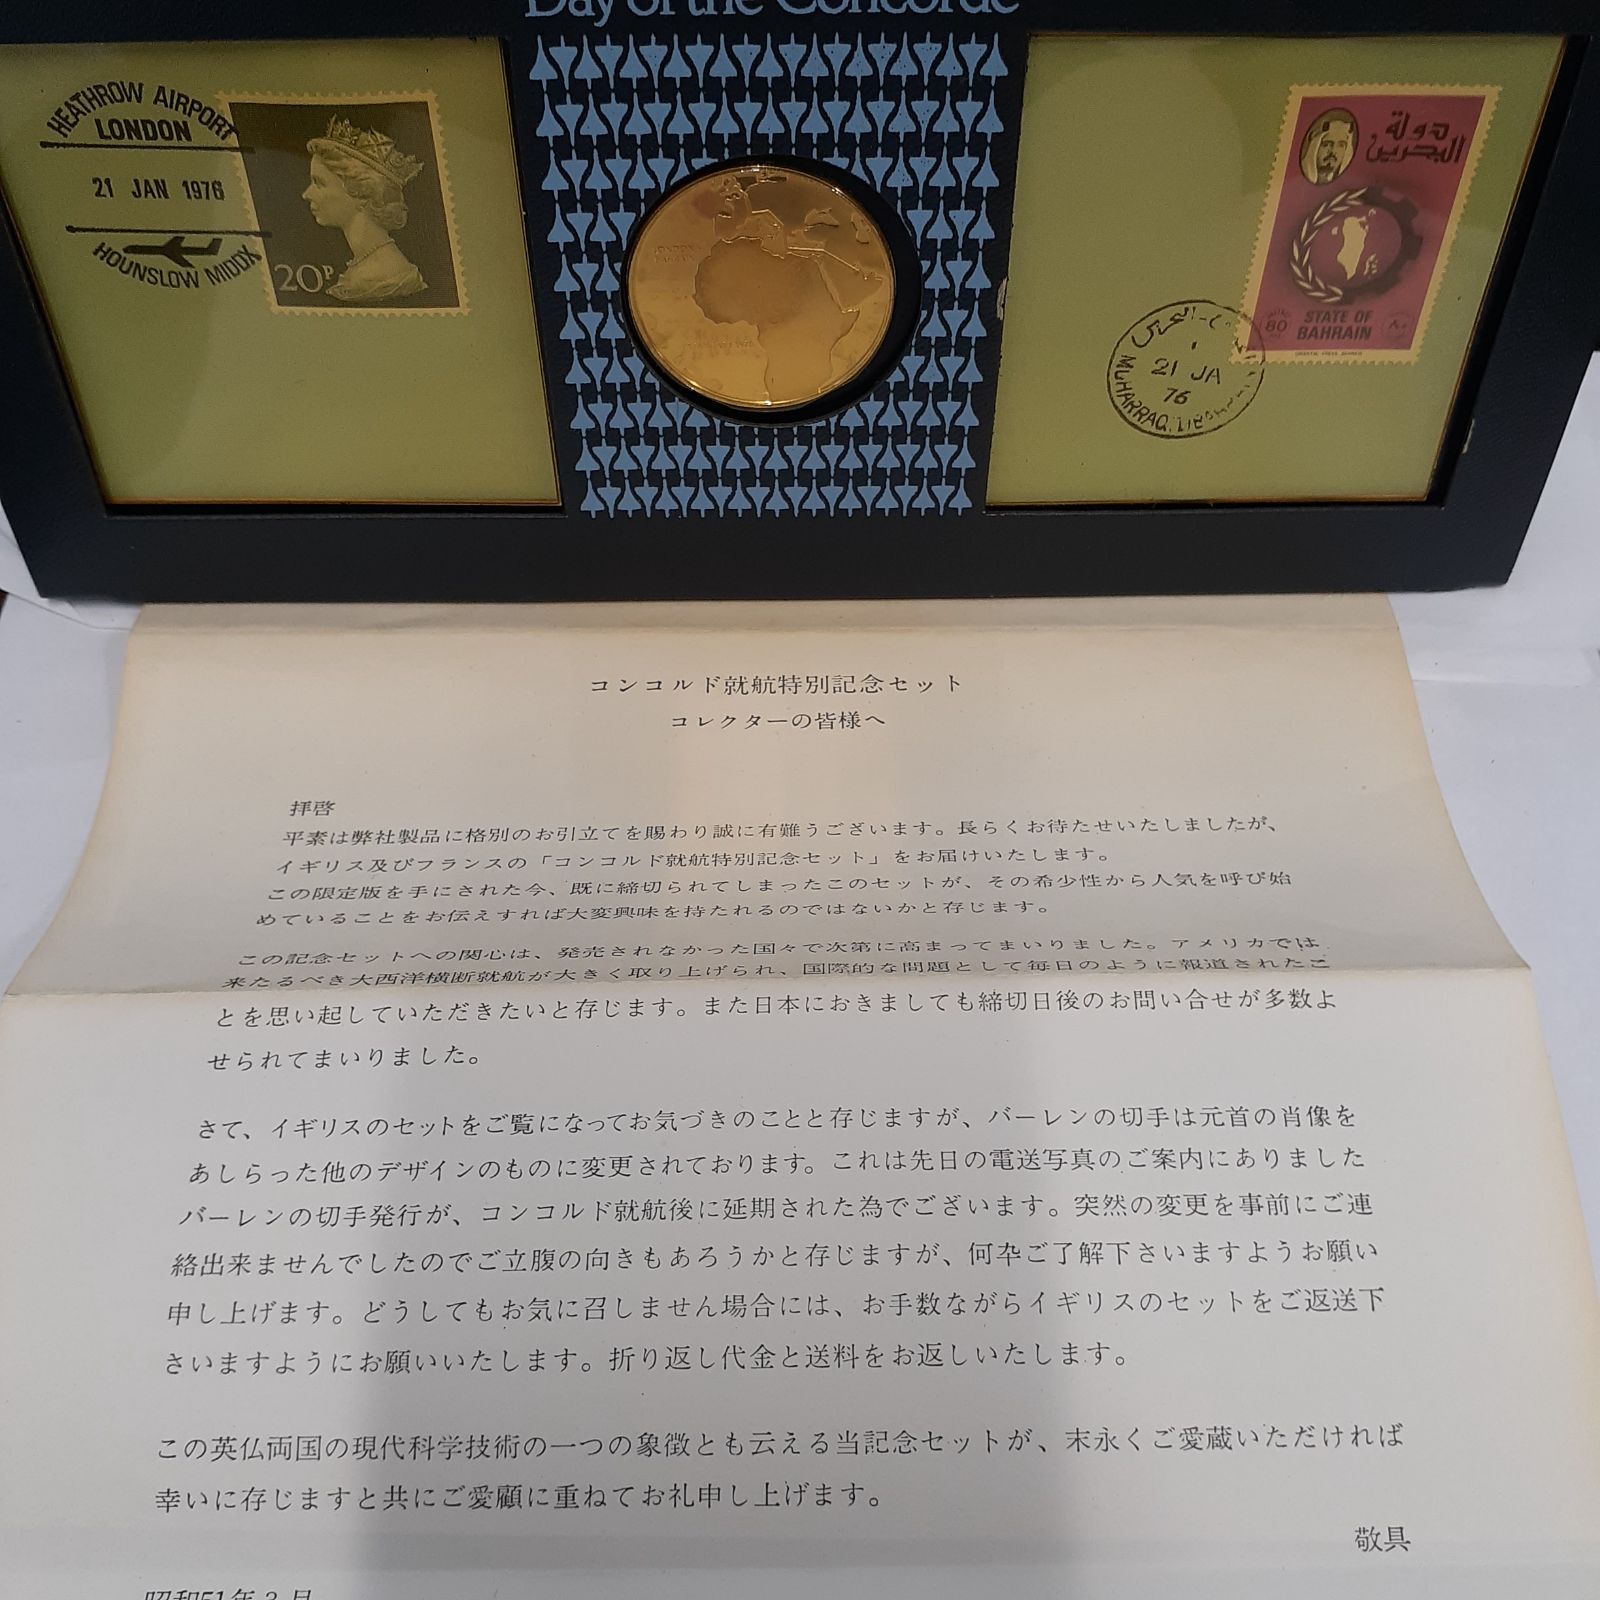 Day of the Concorde
HEATHROW AIRPORT
LONDON
21 JAN 1976
HOUNSLOW MIDDX
20P
دولة
البحرين
80
STATE OF
BAHRAIN
21 JA
76
MUHARRAQ
コンコルド就航特別記念セット
コレクターの皆様へ
拝啓
平素は弊社製品に格別のお引立てを賜わり誠に有難うございます。長らくお待たせいたしましたが、
イギリス及びフランスの「コンコルド就航特別記念セット」をお届けいたします。
この限定版を手にされた今、既に締切られてしまったこのセットが、その希少性から人気を呼び始
めていることをお伝えすれば大変興味を持たれるのではないかと存じます。
この記念セットへの関心は、発売されなかった国々で次第に高まってまいりました。アメリカでは
来たるべき大西洋横断就航が大きく取り上げられ、国際的な問題として毎日のように報道されたこ
とを思い起していただきたいと存じます。また日本におきましても締切日後のお問い合せが多数よ
せられてまいりました。
さて、イギリスのセットをご覧になってお気づきのことと存じますが、バーレンの切手は元首の肖像を
あしらった他のデザインのものに変更されております。これは先日の電送写真のご案内にありました
バーレンの切手発行が、コンコルド就航後に延期された為でございます。突然の変更を事前にご連
絡出来ませんでしたのでご立腹の向きもあろうかと存じますが、何卒ご了解下さいますようお願い
申し上げます。どうしてもお気に召しません場合には、お手数ながらイギリスのセットをご返送下
さいますようにお願いいたします。折り返し代金と送料をお返しいたします。
この英仏両国の現代科学技術の一つの象徴とも云える当記念セットが、末永くご愛蔵いただければ
幸いに存じますと共にご愛顧に重ねてお礼申し上げます。
敬具
昭和51年3月